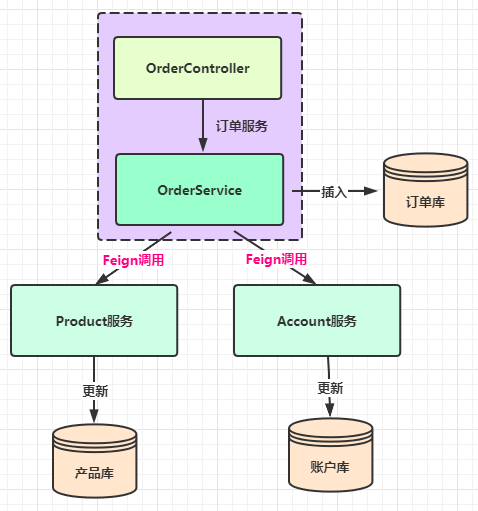 OrderController
订单服务
OrderService
插入
订单库
Feign调用
Feign调用
Product服务
Account服务
更新
更新
产品库
账户库